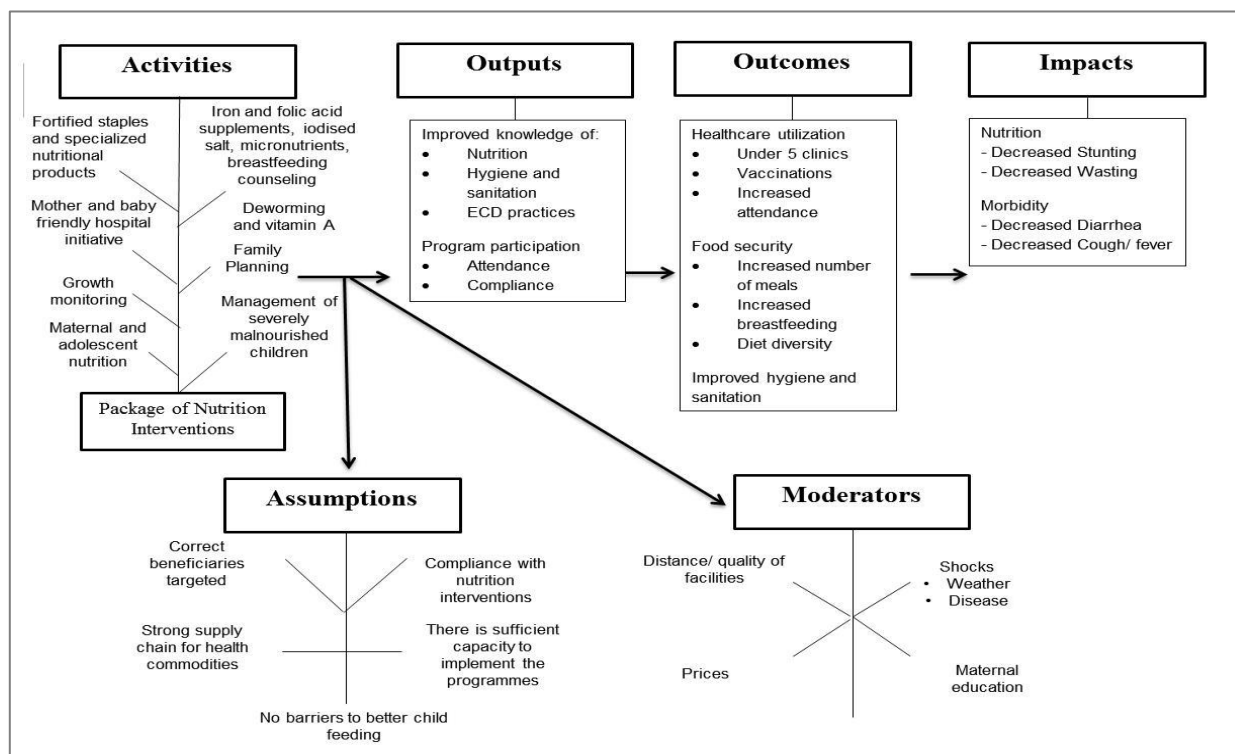 Activities
Fortified staples
and specialized
nutritional
products
Iron and folic acid
supplements, iodised
salt, micronutrients,
breastfeeding
counseling
Mother and baby
friendly hospital
initiative
Deworming
and vitamin A
Family
Planning
Growth
monitoring
Management of
severely
malnourished
children
Maternal and
adolescent
nutrition
Package of Nutrition
Interventions
Outputs
Improved knowledge of:
• Nutrition
• Hygiene and
sanitation
• ECD practices
Program participation
• Attendance
• Compliance
Outcomes
Healthcare utilization
• Under 5 clinics
• Vaccinations
• Increased
attendance
Food security
• Increased number
of meals
• Increased
breastfeeding
• Diet diversity
Improved hygiene and
sanitation
Impacts
Nutrition
- Decreased Stunting
- Decreased Wasting
Morbidity
- Decreased Diarrhea
- Decreased Cough/ fever
Assumptions
Correct
beneficiaries
targeted
Compliance with
nutrition
interventions
Strong supply
chain for health
commodities
There is sufficient
capacity to
implement the
programmes
No barriers to better child
feeding
Moderators
Distance/ quality of
facilities
Shocks
• Weather
• Disease
Prices
Maternal
education